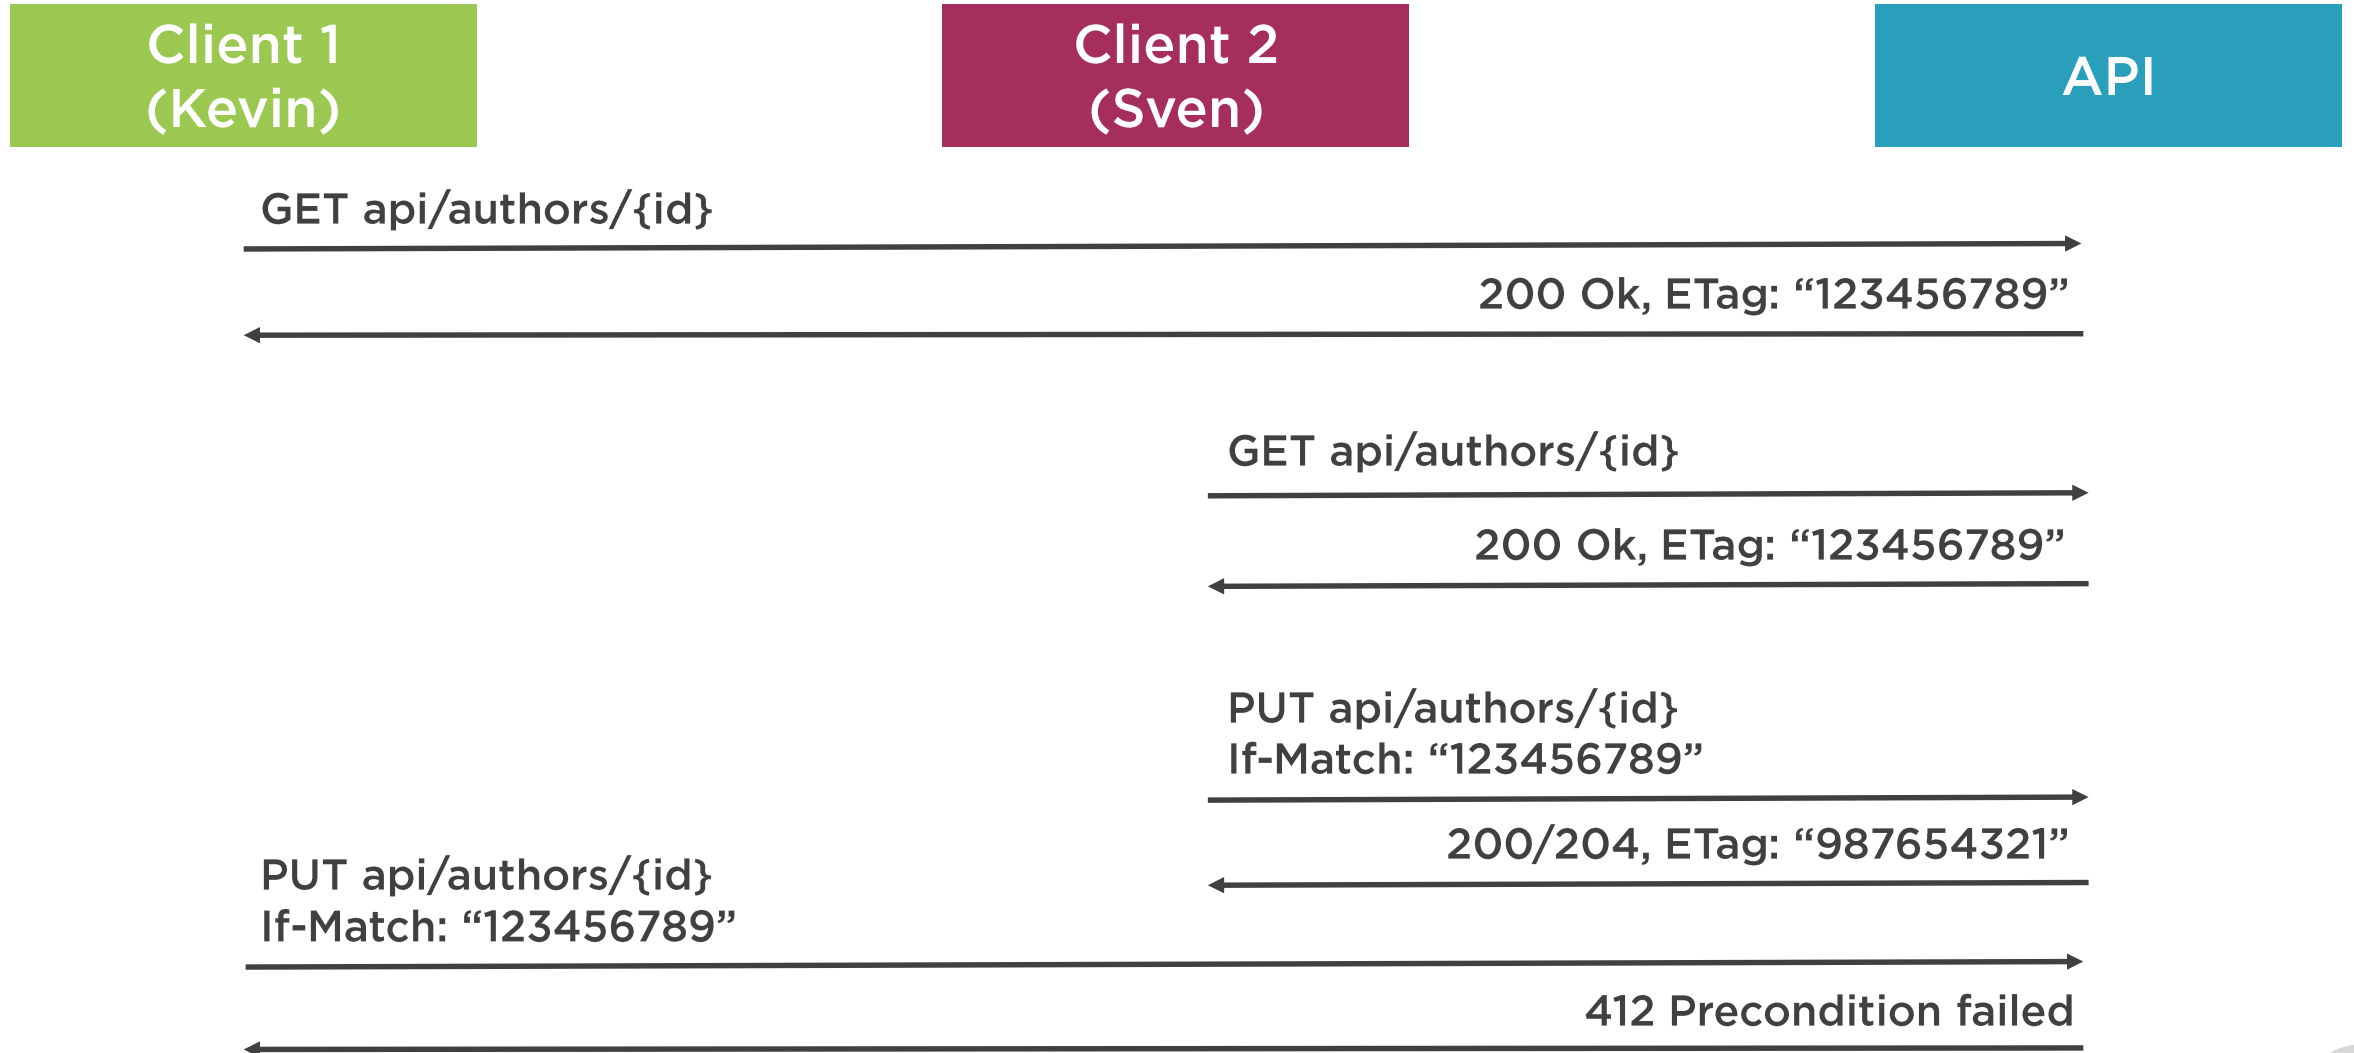 Client 1
(Kevin)
Client 2
(Sven)
API
GET api/authors/{id}
200 Ok, ETag: “123456789”
GET api/authors/{id}
200 Ok, ETag: “123456789”
PUT api/authors/{id}
If-Match: “123456789”
200/204, ETag: “987654321”
PUT api/authors/{id}
If-Match: “123456789”
412 Precondition failed